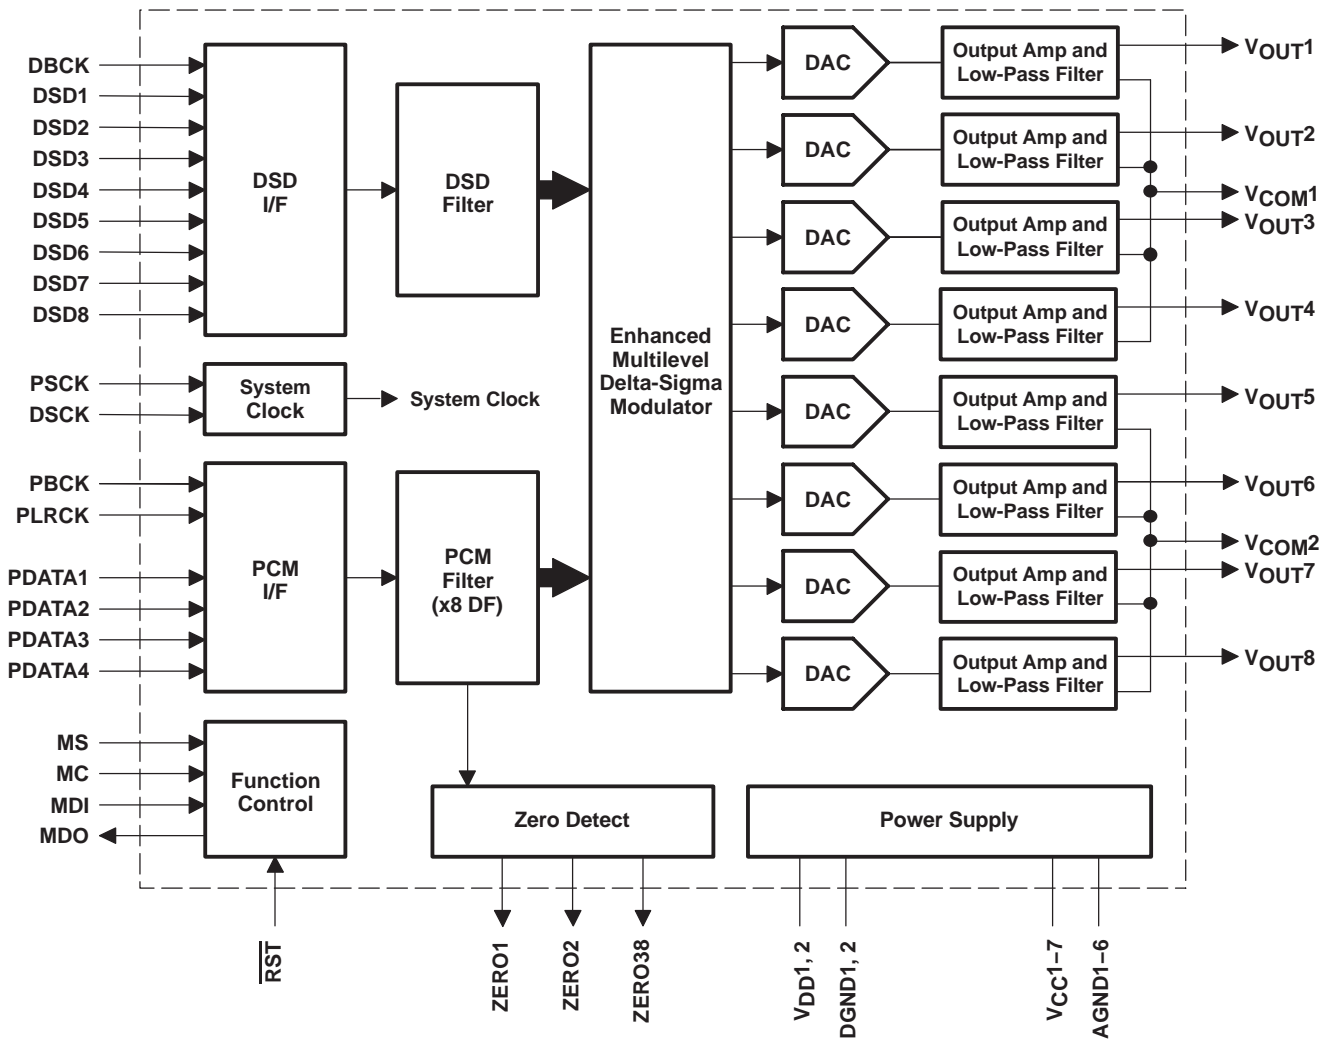 DBCK
DSD1
DSD2
DSD3
DSD4
DSD5
DSD6
DSD7
DSD8
DSD
I/F
DSD
Filter
PSCK
DSCK
System
Clock
System Clock
PBCK
PLRCK
PDATA1
PDATA2
PDATA3
PDATA4
PCM
I/F
PCM
Filter
(x8 DF)
Enhanced
Multilevel
Delta-Sigma
Modulator
DAC
Output Amp and
Low-Pass Filter
VOUT1
DAC
Output Amp and
Low-Pass Filter
VOUT2
VCOM1
DAC
Output Amp and
Low-Pass Filter
VOUT3
DAC
Output Amp and
Low-Pass Filter
VOUT4
DAC
Output Amp and
Low-Pass Filter
VOUT5
DAC
Output Amp and
Low-Pass Filter
VOUT6
VCOM2
DAC
Output Amp and
Low-Pass Filter
VOUT7
DAC
Output Amp and
Low-Pass Filter
VOUT8
MS
MC
MDI
MDO
Function
Control
Zero Detect
Power Supply
RST
ZERO1
ZERO2
ZERO38
VDD1, 2
DGND1, 2
VCC1–7
AGND1–6